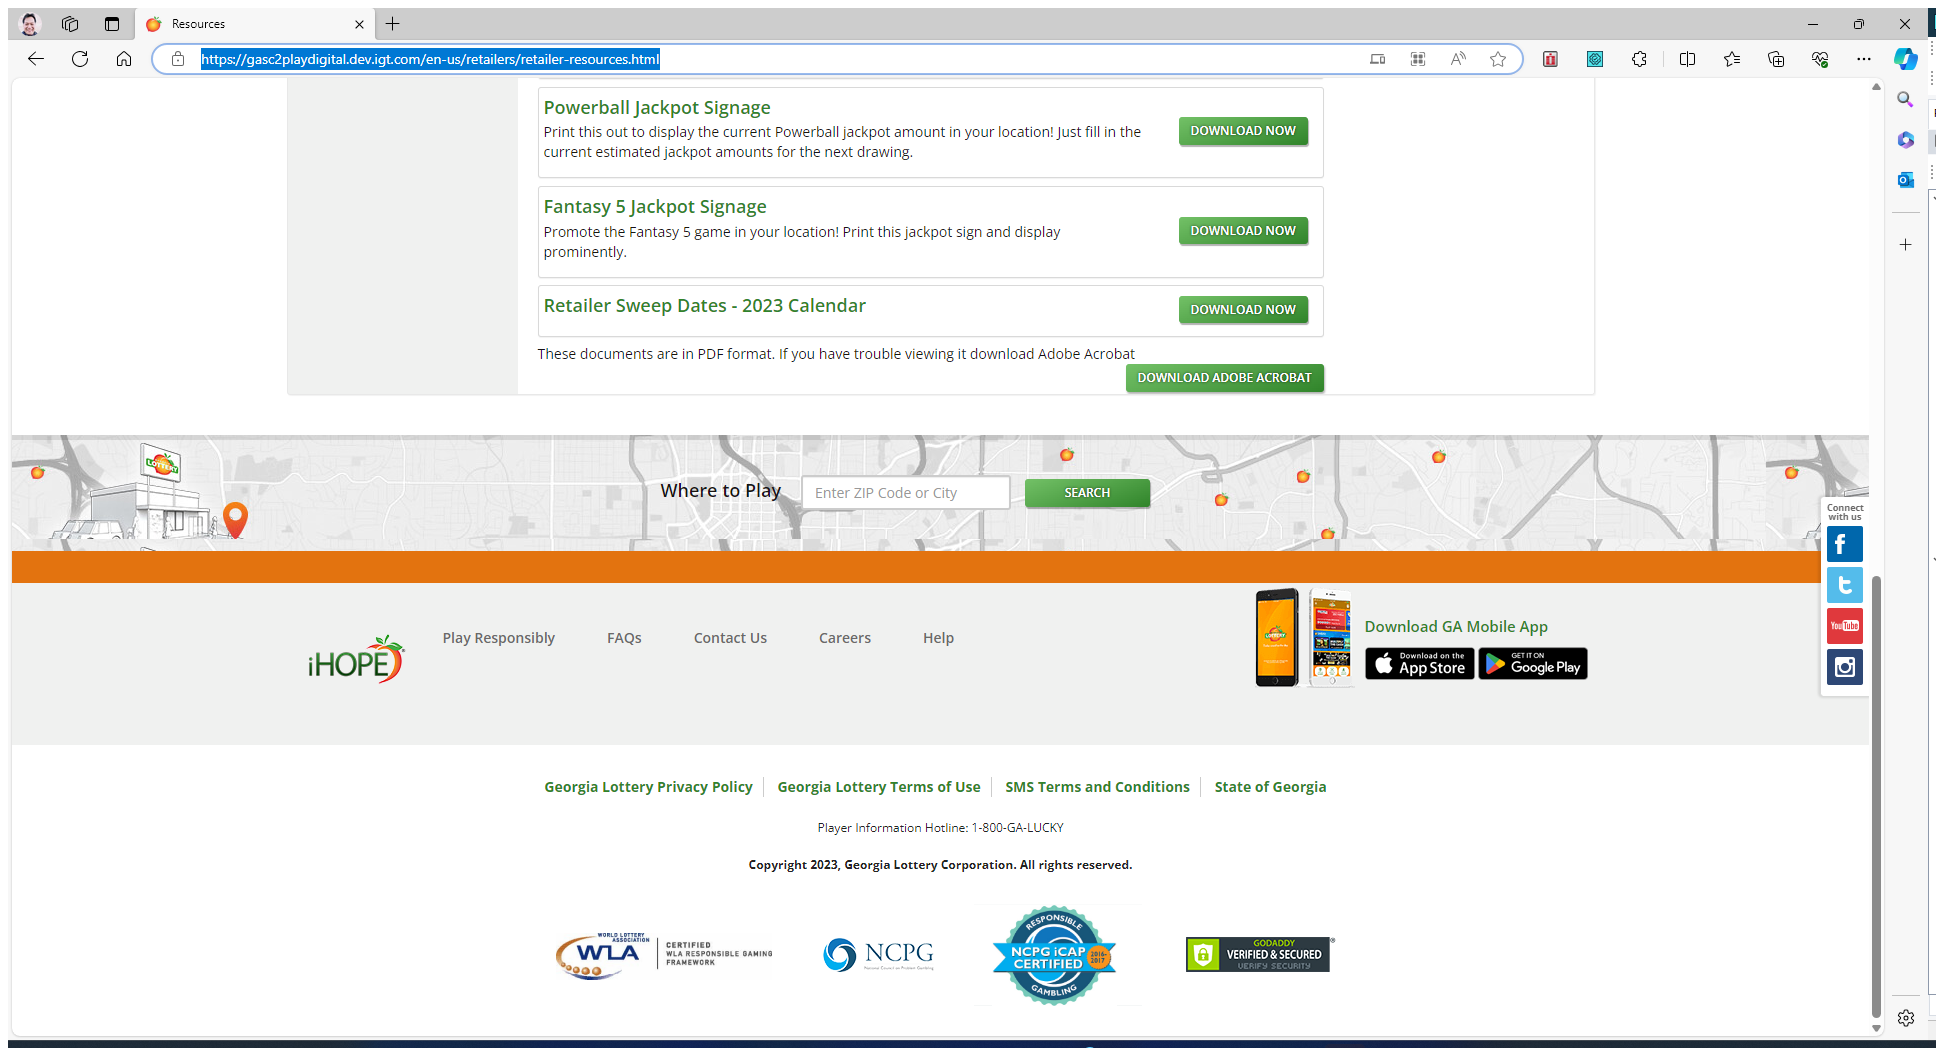 Resources
https://gasc2playdigital.dev.igt.com/en-us/retailers/retailer-resources.html
Powerball Jackpot Signage
Print this out to display the current Powerball jackpot amount in your location! Just fill in the
current estimated jackpot amounts for the next drawing.
DOWNLOAD NOW
Fantasy 5 Jackpot Signage
Promote the Fantasy 5 game in your location! Print this jackpot sign and display
prominently.
DOWNLOAD NOW
Retailer Sweep Dates - 2023 Calendar
DOWNLOAD NOW
These documents are in PDF format. If you have trouble viewing it download Adobe Acrobat
DOWNLOAD ADOBE ACROBAT
LOTTERY
Where to Play
Enter ZIP Code or City
SEARCH
Connect
with us
YouTube
iHOPE
Play Responsibly
FAQs
Contact Us
Careers
Help
LOTTERY
Download GA Mobile App
Download on the
App Store
GET IT ON
Google Play
Georgia Lottery Privacy Policy
Georgia Lottery Terms of Use
SMS Terms and Conditions
State of Georgia
Player Information Hotline: 1-800-GA-LUCKY
Copyright 2023, Georgia Lottery Corporation. All rights reserved.
WORLD LOTTERY
ASSOCIATION
WLA
CERTIFIED
WLA RESPONSIBLE GAMING
FRAMEWORK
NCPG
National Council on Problem Gambling
RESPONSIBLE
NCPG iCAP
CERTIFIED
2016-
2017
GAMBLING
GODADDY
VERIFIED & SECURED
VERIFY SECURITY